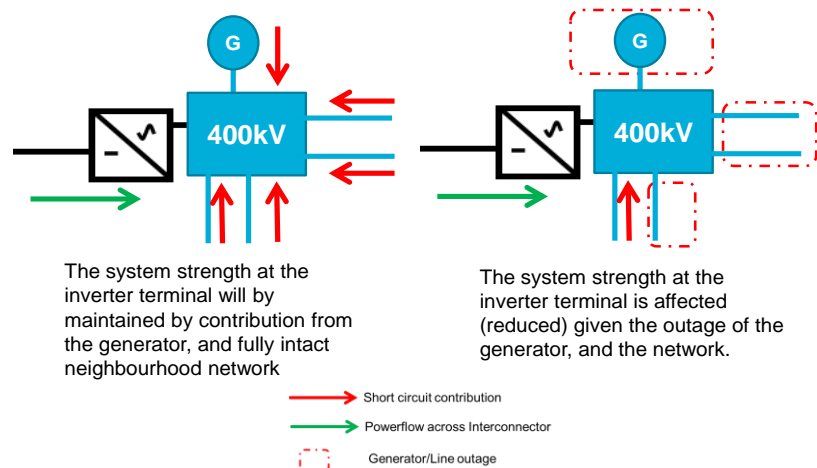 G
400kV
The system strength at the
inverter terminal will by
maintained by contribution from
the generator, and fully intact
neighbourhood network
G
400kV
The system strength at the
inverter terminal is affected
(reduced) given the outage of the
generator, and the network.
Short circuit contribution
Powerflow across Interconnector
Generator/Line outage